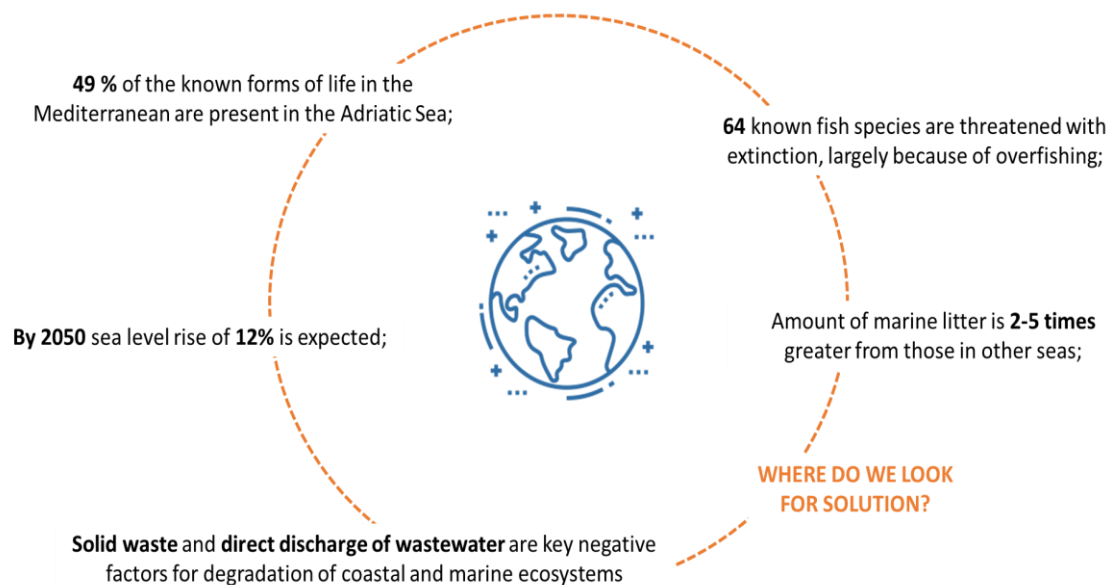 49 % of the known forms of life in the
Mediterranean are present in the Adriatic Sea;
64 known fish species are threatened with
extinction, largely because of overfishing;
By 2050 sea level rise of 12% is expected;
Amount of marine litter is 2-5 times
greater from those in other seas;
WHERE DO WE LOOK
FOR SOLUTION?
Solid waste and direct discharge of wastewater are key negative
factors for degradation of coastal and marine ecosystems